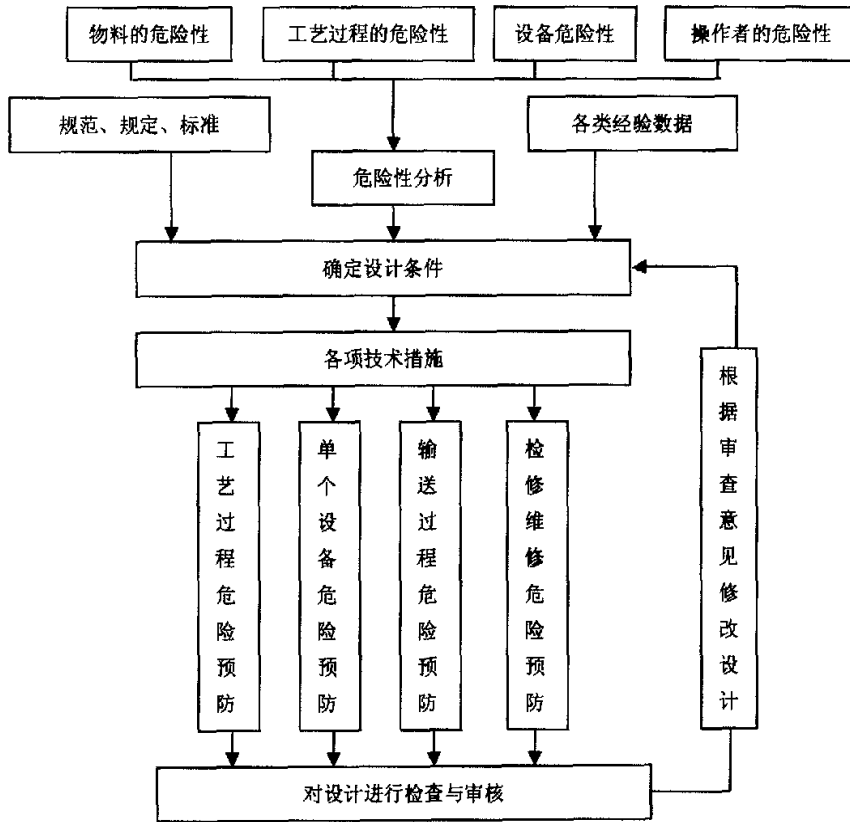 物料的危险性
工艺过程的危险性
设备危险性
操作者的危险性
规范、规定、标准
各类经验数据
危险性分析
确定设计条件
各项技术措施
工艺过程危险预防
单个设备危险预防
输送过程危险预防
检修维修危险预防
根据审查意见修改设计
对设计进行检查与审核